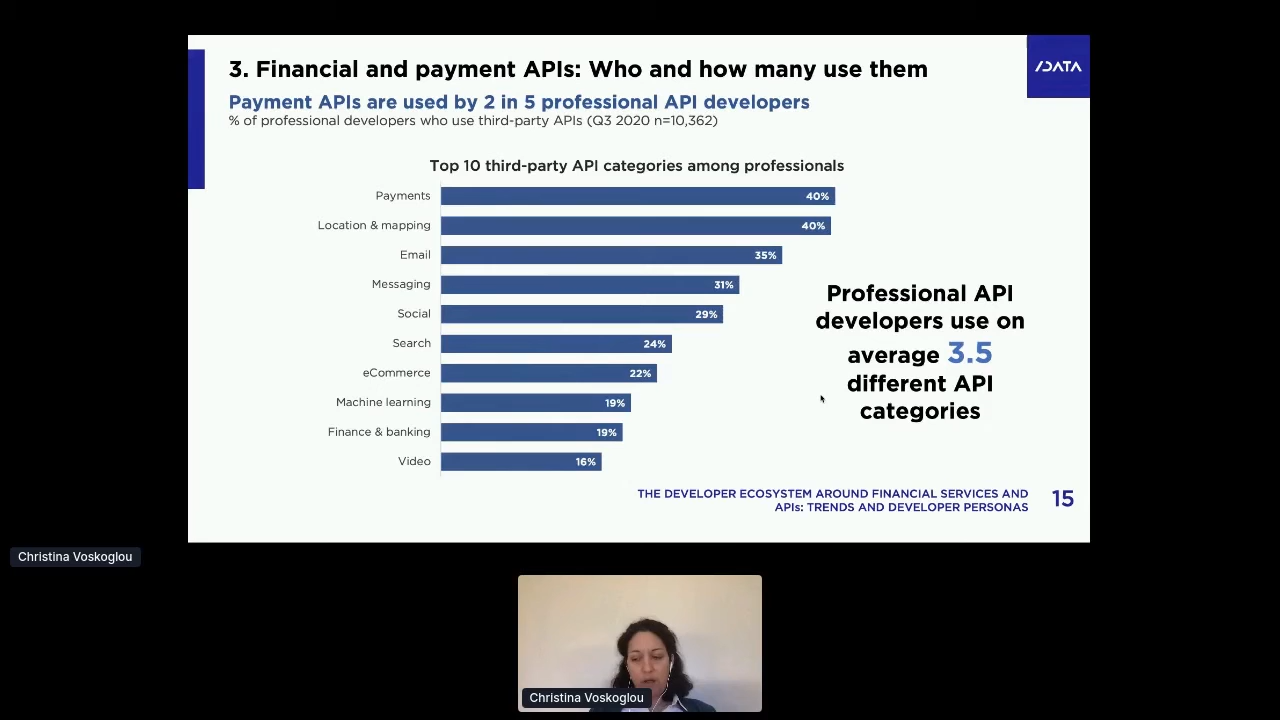 3. Financial and payment APIs: Who and how many use them
/DATA
Payment APIs are used by 2 in 5 professional API developers
% of professional developers who use third-party APIs (Q3 2020 n=10,362)
Top 10 third-party API categories among professionals
Payments 40%
Location & mapping 40%
Email 35%
Messaging 31%
Social 29%
Search 24%
eCommerce 22%
Machine learning 19%
Finance & banking 19%
Video 16%
Professional API
developers use on
average 3.5
different API
categories
THE DEVELOPER ECOSYSTEM AROUND FINANCIAL SERVICES AND
APIs: TRENDS AND DEVELOPER PERSONAS
15
Christina Voskoglou
Christina Voskoglou